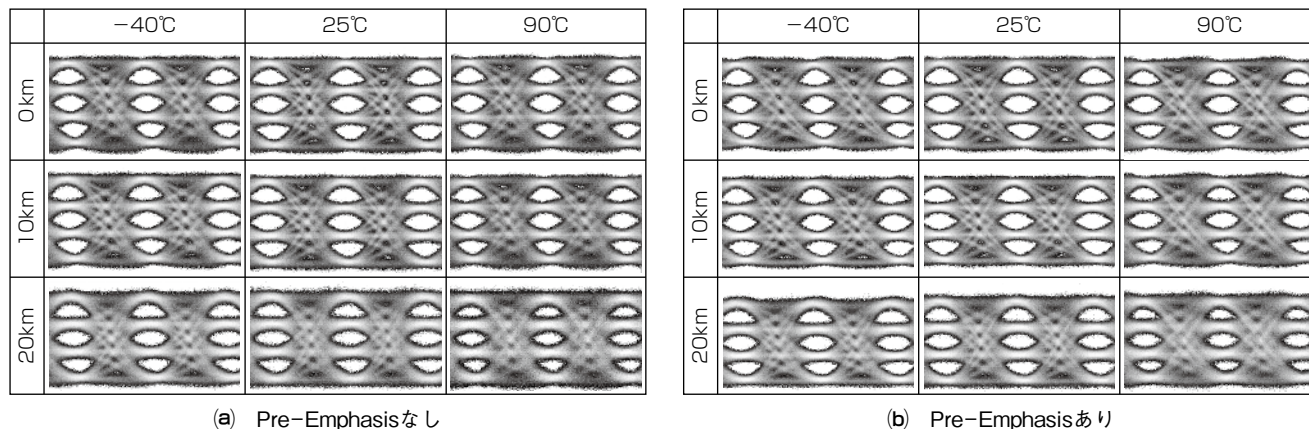 −40℃ 25℃ 90℃
0km
10km
20km
(a) Pre−Emphasisなし
−40℃ 25℃ 90℃
0km
10km
20km
(b) Pre−Emphasisあり